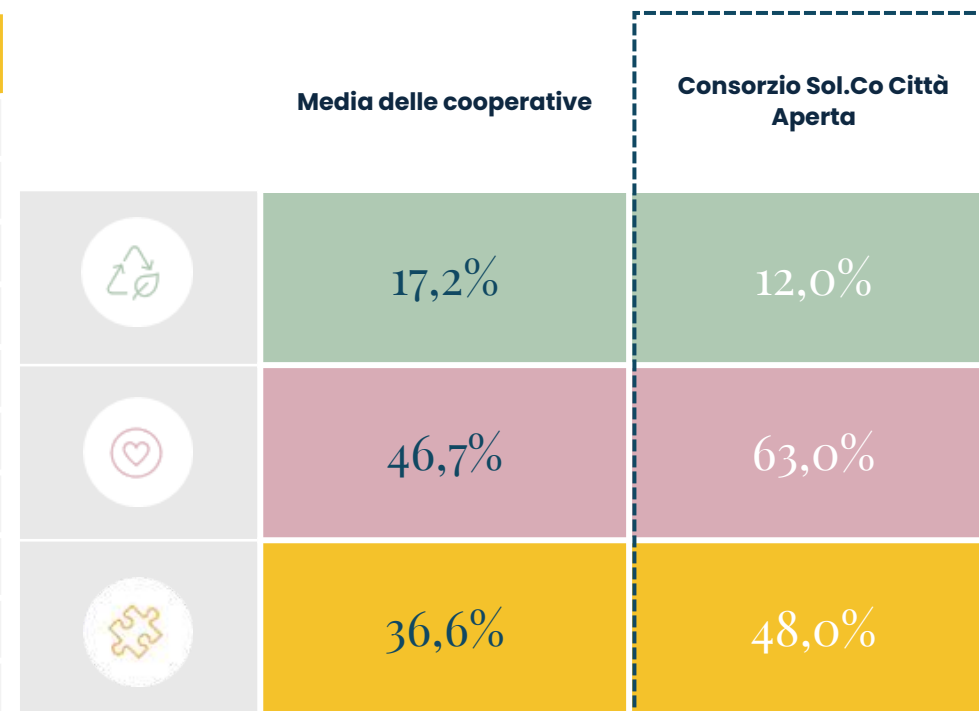 Media delle cooperative
Consorzio Sol.Co Città
Aperta
17,2%
12,0%
46,7%
63,0%
36,6%
48,0%